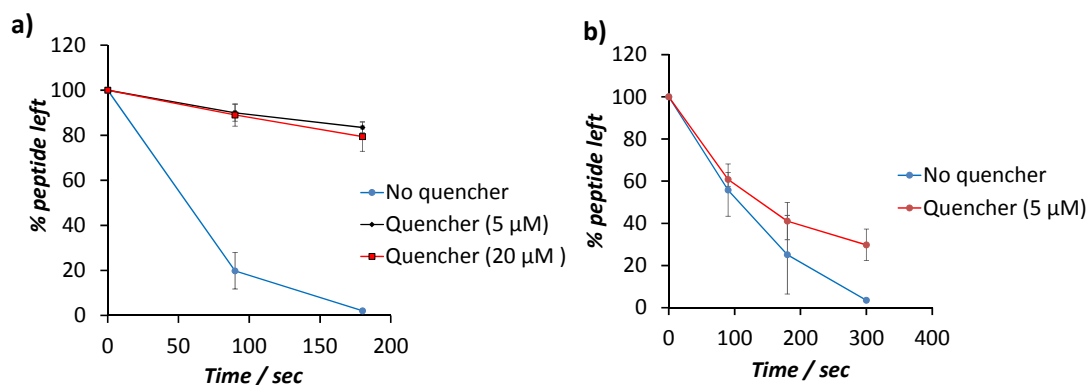 a)
120
100
80
60
40
20
0
% peptide left
0 50 100 150 200
Time / sec
No quencher
Quencher (5 µM)
Quencher (20 µM )
b)
120
100
80
60
40
20
0
% peptide left
0 100 200 300 400
Time / sec
No quencher
Quencher (5 µM)